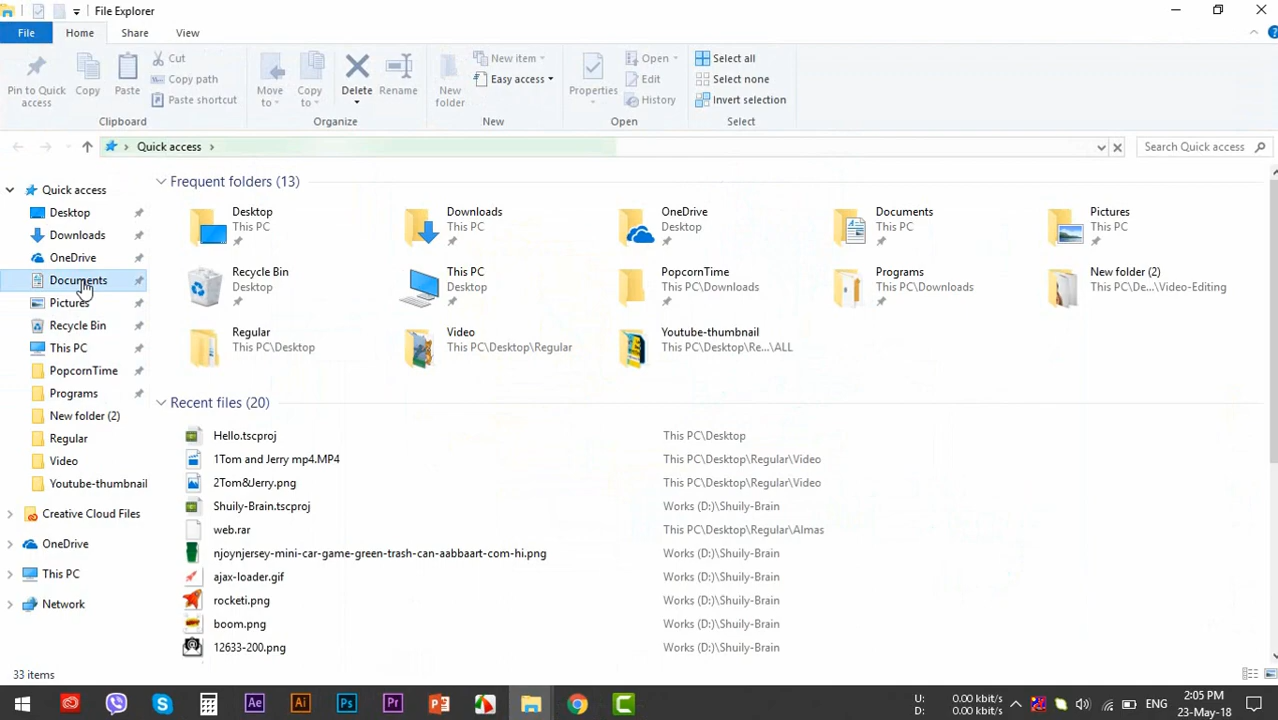 File Explorer
File Home Share View
Pin to Quick access
Copy
Paste
Cut
Copy path
Paste shortcut
Clipboard
Move to
Copy to
Delete
Rename
Organize
New folder
New item
Easy access
New
Properties
Open
Edit
History
Open
Select all
Select none
Invert selection
Select
Quick access
Search Quick access
Quick access
Desktop
Downloads
OneDrive
Documents
Pictures
Recycle Bin
This PC
PopcornTime
Programs
New folder (2)
Regular
Video
Youtube-thumbnail
Creative Cloud Files
OneDrive
This PC
Network
Frequent folders (13)
Desktop
This PC
Downloads
This PC
OneDrive
Desktop
Documents
This PC
Pictures
This PC
Recycle Bin
Desktop
This PC
Desktop
PopcornTime
This PC\Downloads
Programs
This PC\Downloads
New folder (2)
This PC\De...\Video-Editing
Regular
This PC\Desktop
Video
This PC\Desktop\Regular
Youtube-thumbnail
This PC\Desktop\Re...\ALL
Recent files (20)
Hello.tscproj This PC\Desktop
1Tom and Jerry mp4.MP4 This PC\Desktop\Regular\Video
2Tom&Jerry.png This PC\Desktop\Regular\Video
Shuily-Brain.tscproj Works (D:)\Shuily-Brain
web.rar This PC\Desktop\Regular\Almas
njoynjersey-mini-car-game-green-trash-can-aabbaart-com-hi.png Works (D:)\Shuily-Brain
ajax-loader.gif Works (D:)\Shuily-Brain
rocketi.png Works (D:)\Shuily-Brain
boom.png Works (D:)\Shuily-Brain
12633-200.png Works (D:)\Shuily-Brain
33 items
Ae Ai Ps Pr
U: 0.00 kbit/s
D: 0.00 kbit/s
ENG
2:05 PM
23-May-18